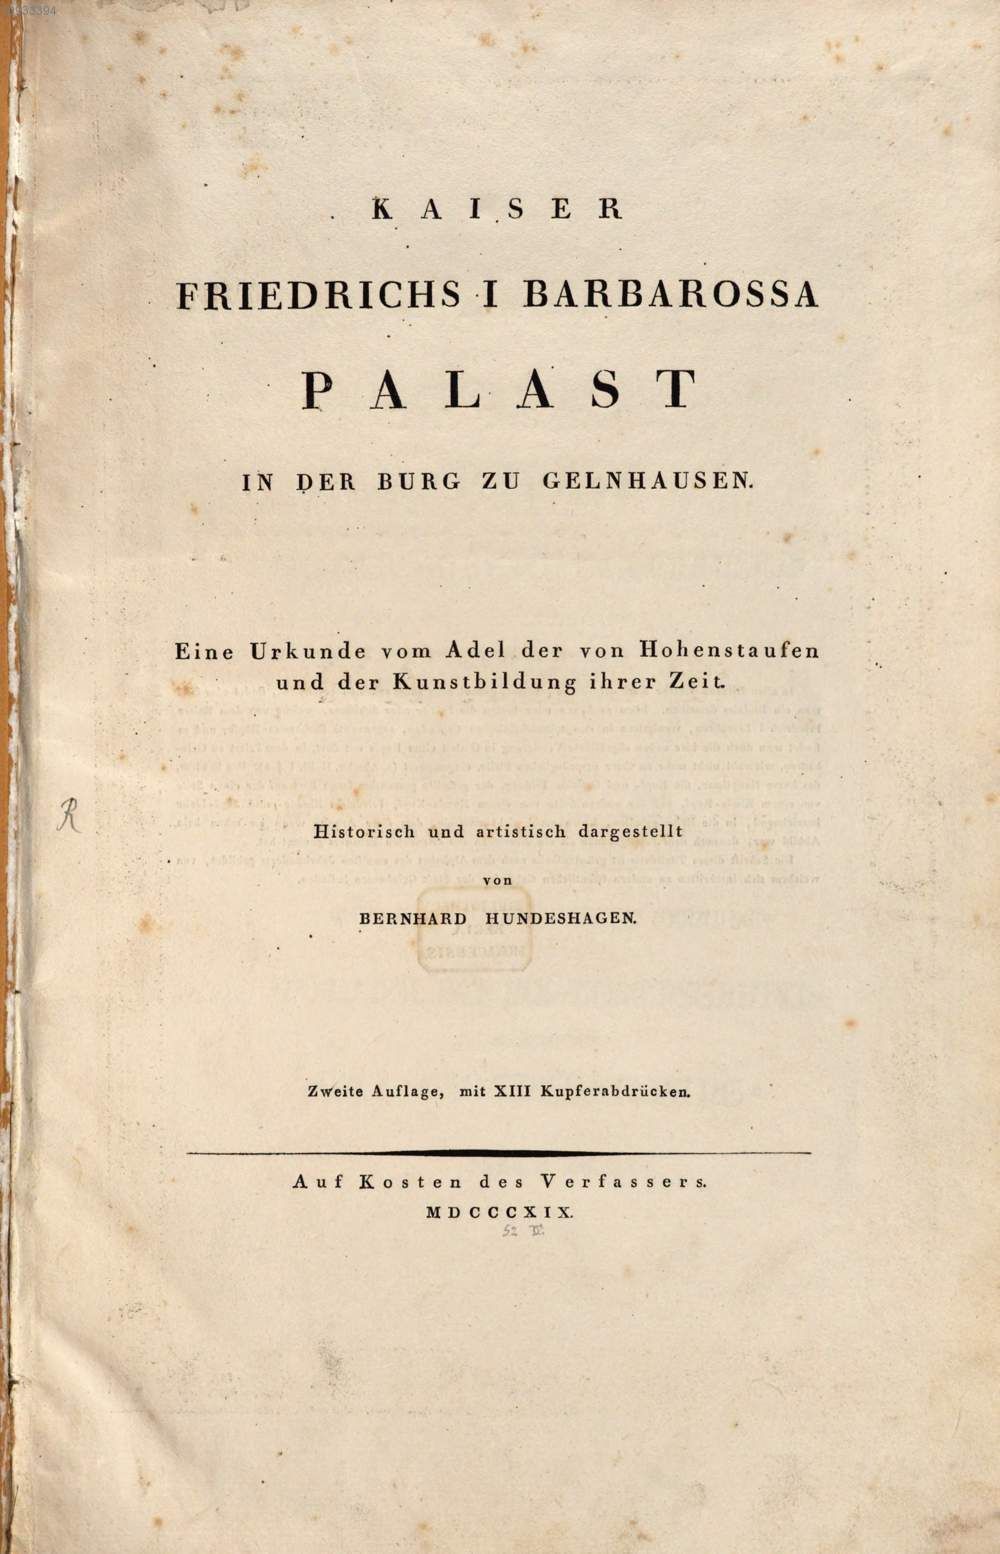 KAISER
FRIEDRICHS I BARBAROSSA
PALAST
IN DER BURG ZU GELNHAUSEN.
Eine Urkunde vom Adel der von Hohenstaufen
und der Kunstbildung ihrer Zeit.
R
Historisch und artistisch dargestellt
von
BERNHARD HUNDESHAGEN.
Zweite Auflage, mit XIII Kupferabdrücken.
Auf Kosten des Verfassers.
MDCCCXIX.